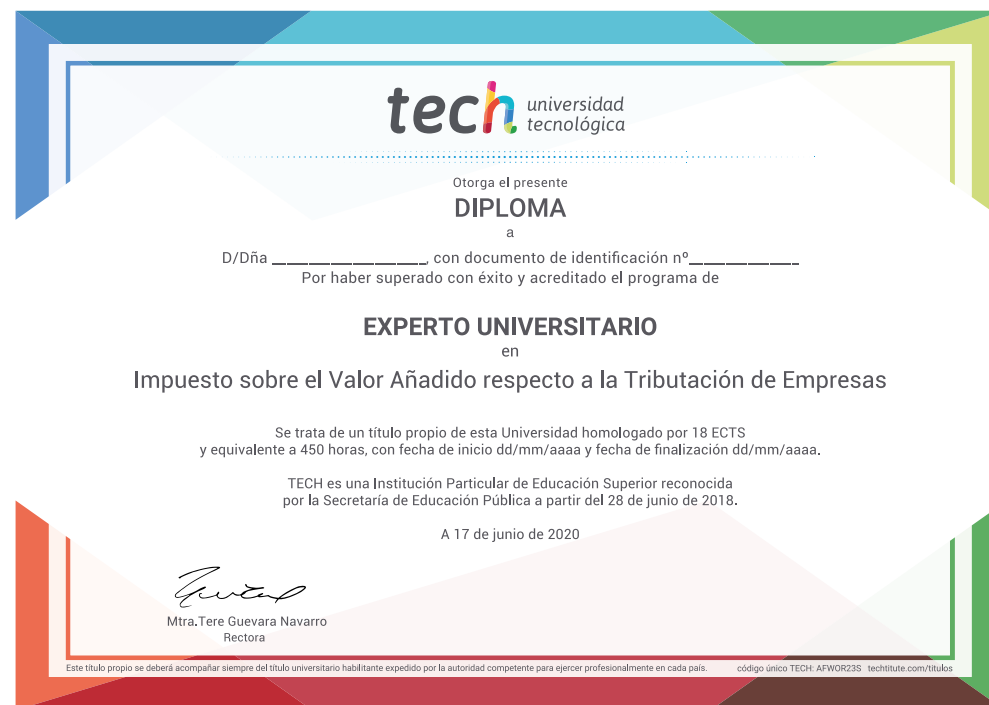 tech universidad
tecnológica
Otorga el presente
DIPLOMA
a
D/Dña ____________________, con documento de identificación nº______________
Por haber superado con éxito y acreditado el programa de
EXPERTO UNIVERSITARIO
en
Impuesto sobre el Valor Añadido respecto a la Tributación de Empresas
Se trata de un título propio de esta Universidad homologado por 18 ECTS
y equivalente a 450 horas, con fecha de inicio dd/mm/aaaa y fecha de finalización dd/mm/aaaa.
TECH es una Institución Particular de Educación Superior reconocida
por la Secretaría de Educación Pública a partir del 28 de junio de 2018.
A 17 de junio de 2020
Mtra.Tere Guevara Navarro
Rectora
Este título propio se deberá acompañar siempre del título universitario habilitante expedido por la autoridad competente para ejercer profesionalmente en cada país. código único TECH: AFWOR23S techtitute.com/titulos